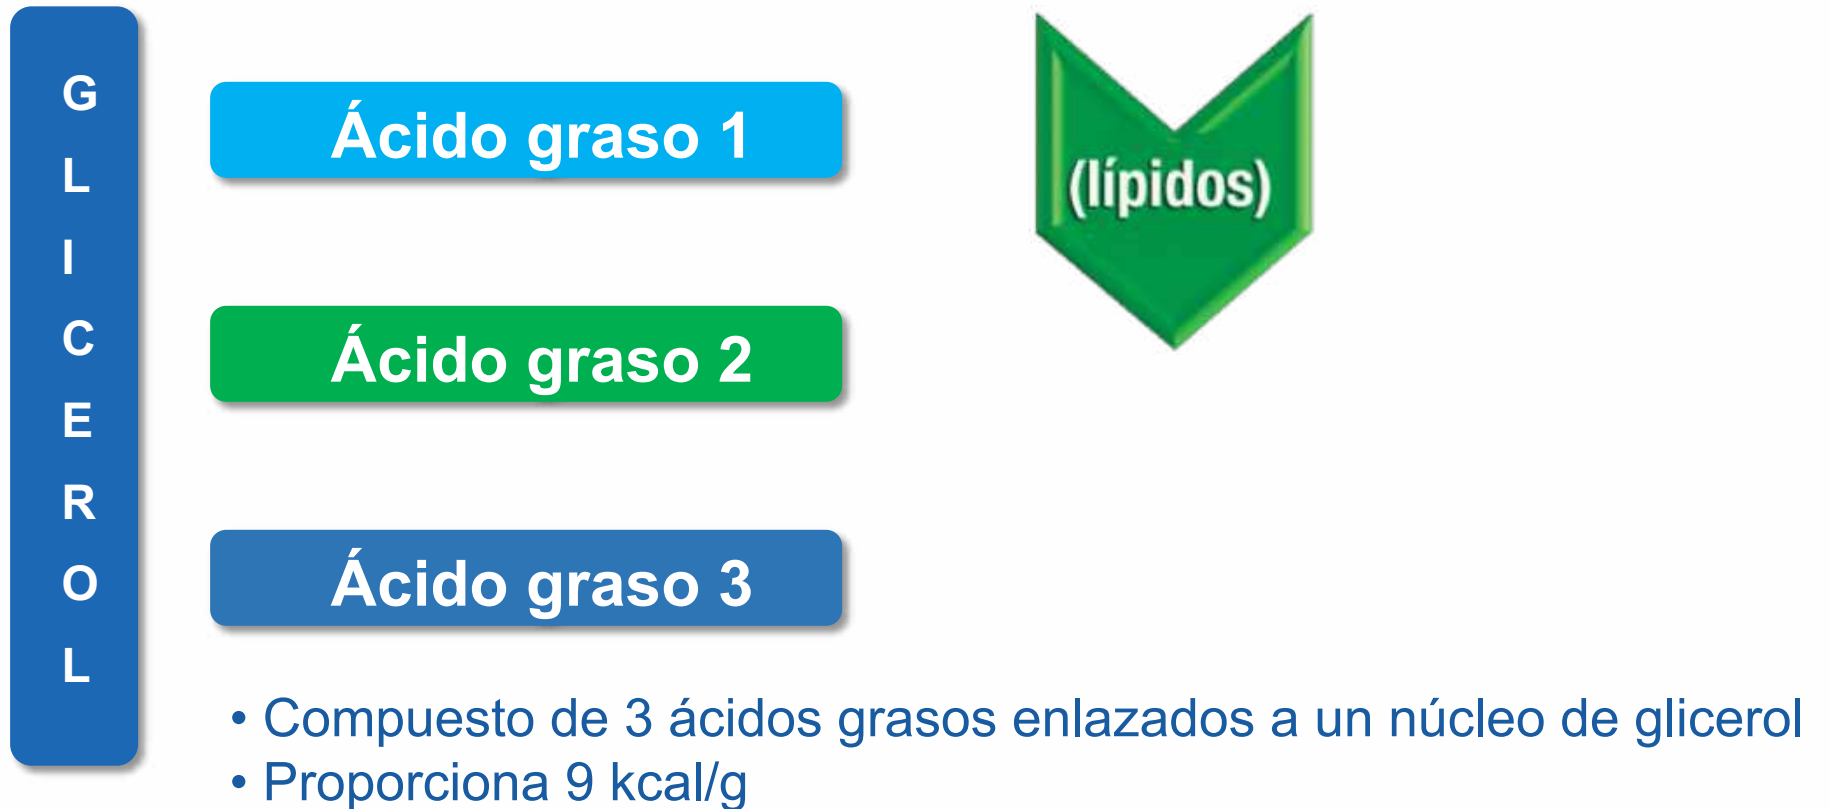 GLICEROL
Ácido graso 1
(lípidos)
Ácido graso 2
Ácido graso 3
• Compuesto de 3 ácidos grasos enlazados a un núcleo de glicerol
• Proporciona 9 kcal/g